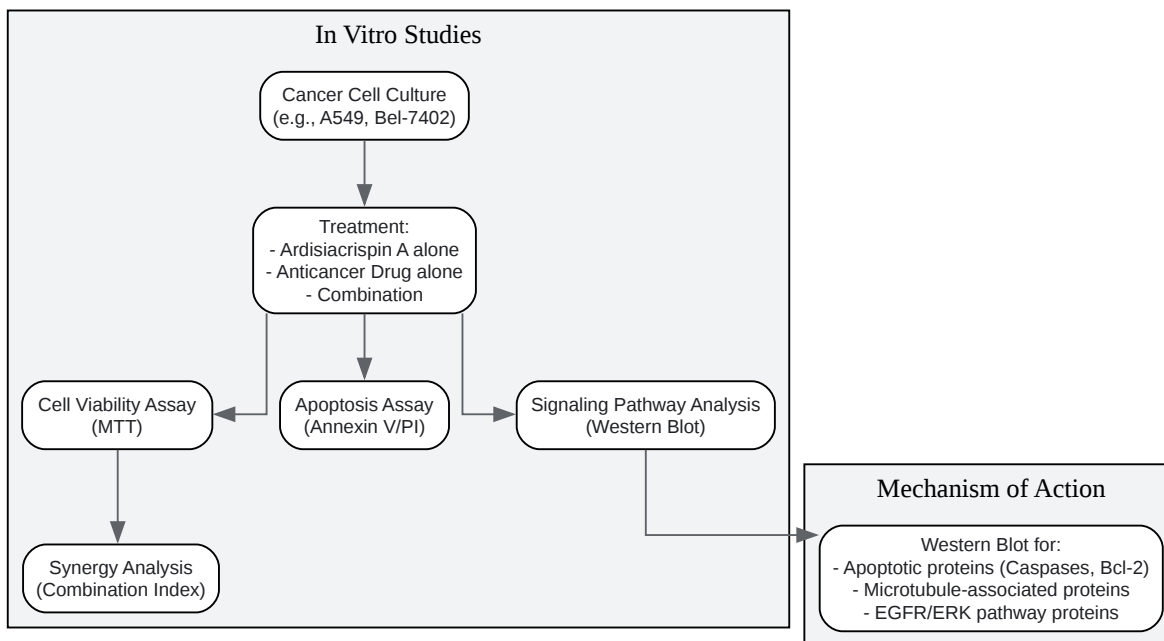 In Vitro Studies
Cancer Cell Culture
(e.g., A549, Bel-7402)
Treatment:
- Ardisiacrispin A alone
- Anticancer Drug alone
- Combination
Cell Viability Assay
(MTT)
Apoptosis Assay
(Annexin V/PI)
Signaling Pathway Analysis
(Western Blot)
Synergy Analysis
(Combination Index)
Mechanism of Action
Western Blot for:
- Apoptotic proteins (Caspases, Bcl-2)
- Microtubule-associated proteins
- EGFR/ERK pathway proteins